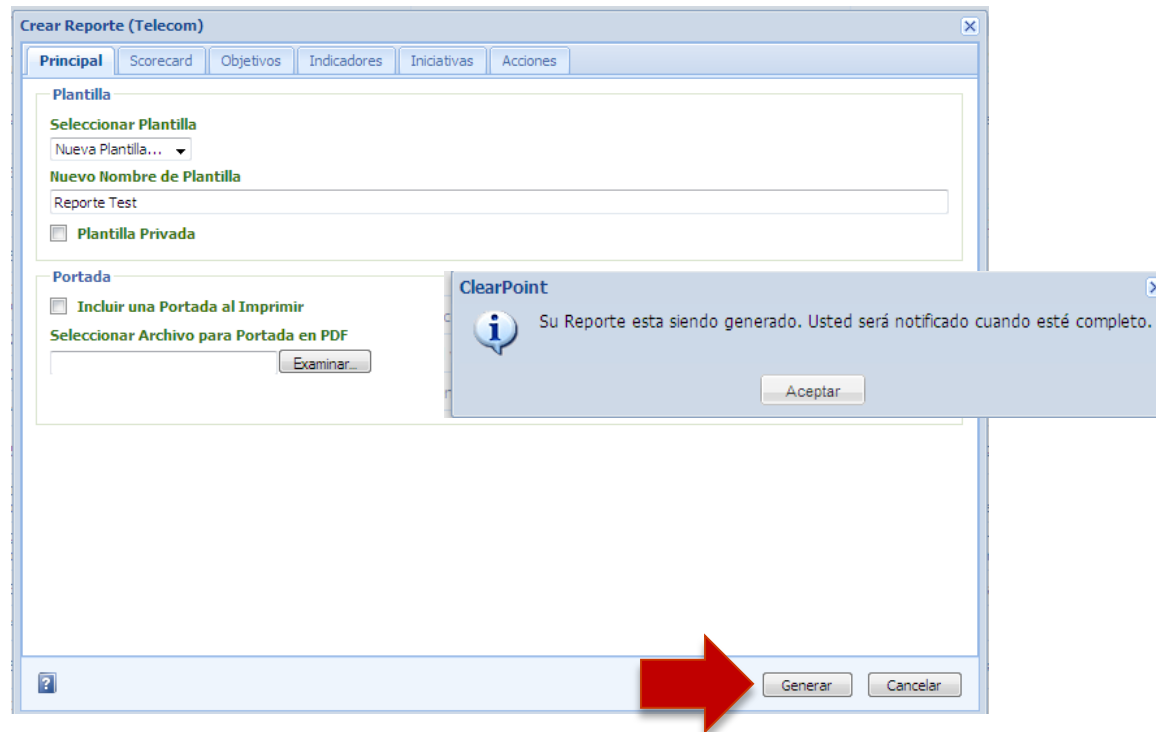 Crear Reporte (Telecom)
Principal Scorecard Objetivos Indicadores Iniciativas Acciones
Plantilla
Seleccionar Plantilla
Nueva Plantilla...
Nuevo Nombre de Plantilla
Reporte Test
Plantilla Privada
Portada
Incluir una Portada al Imprimir
Seleccionar Archivo para Portada en PDF
Examinar...
ClearPoint
Su Reporte esta siendo generado. Usted será notificado cuando esté completo.
Aceptar
?
Generar Cancelar